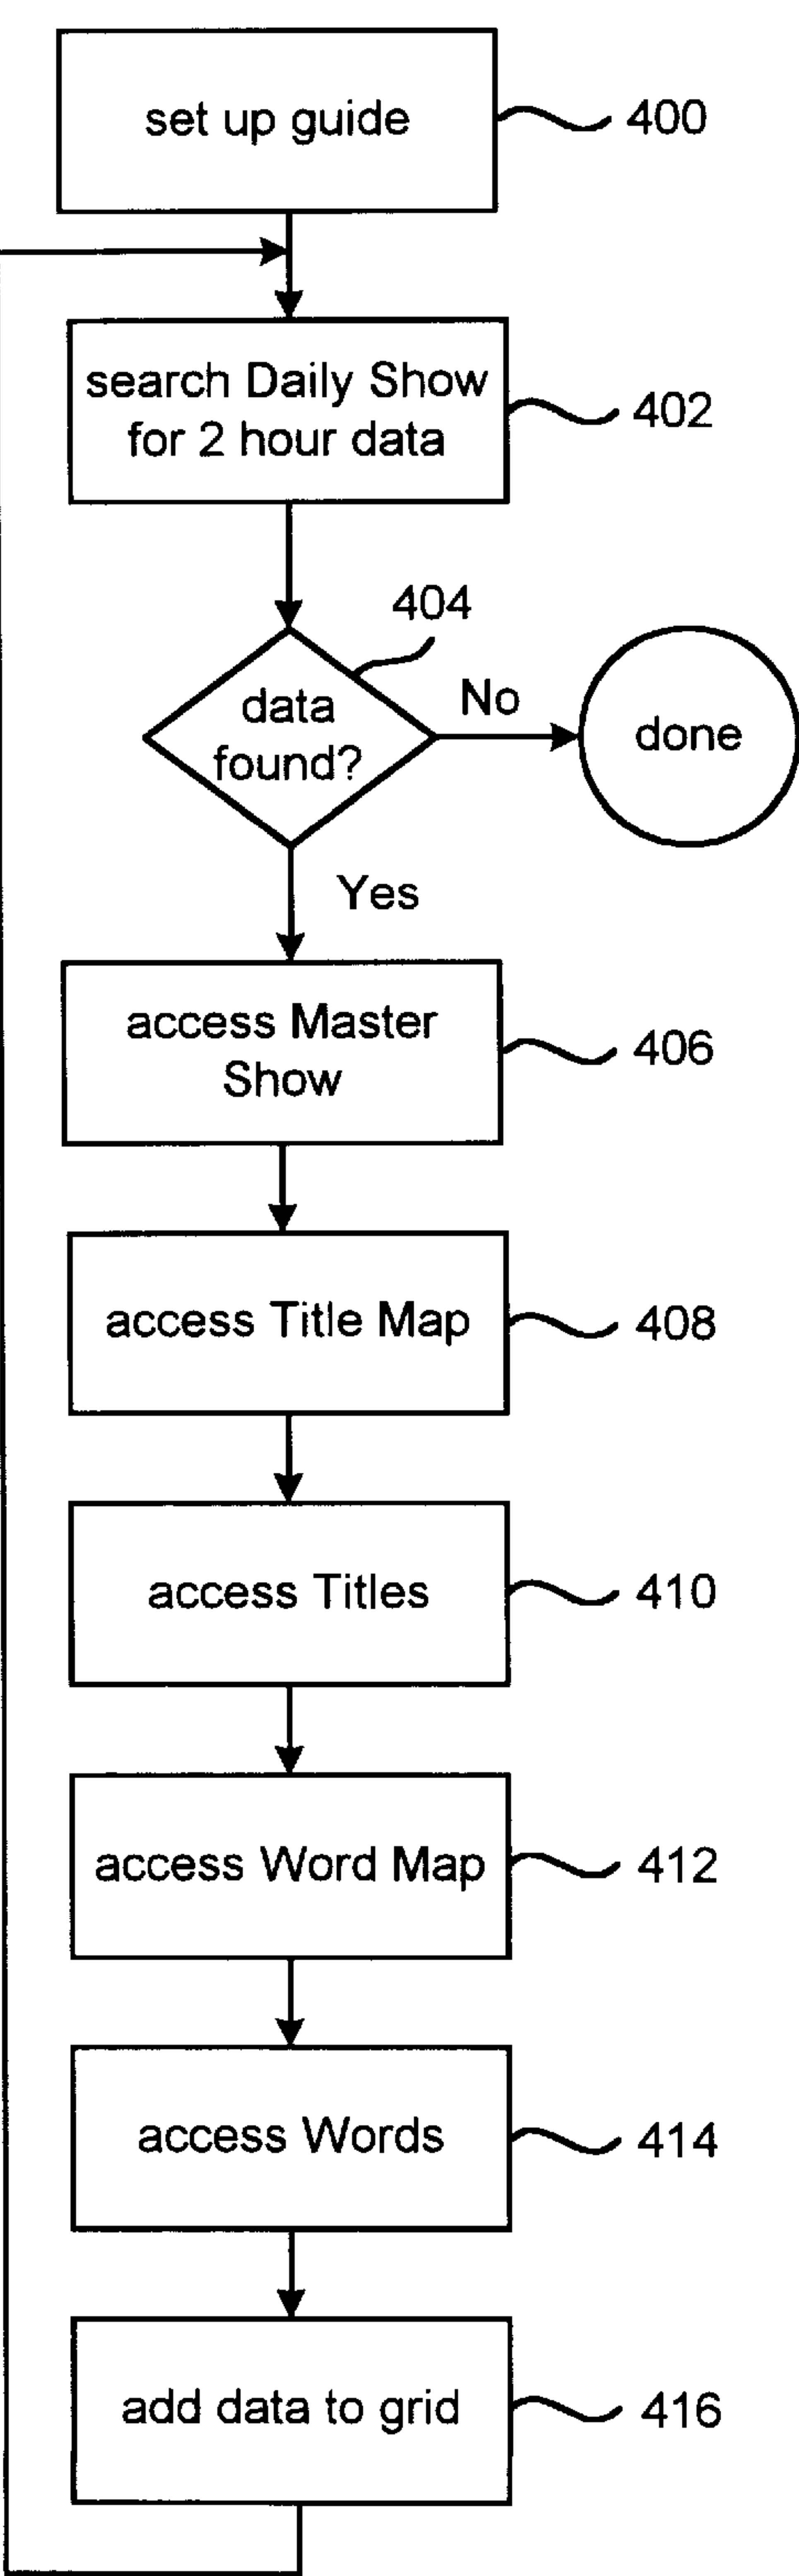 set up guide
400
search Daily Show
for 2 hour data
402
404
data
found?
No
done
Yes
access Master
Show
406
access Title Map
408
access Titles
410
access Word Map
412
access Words
414
add data to grid
416